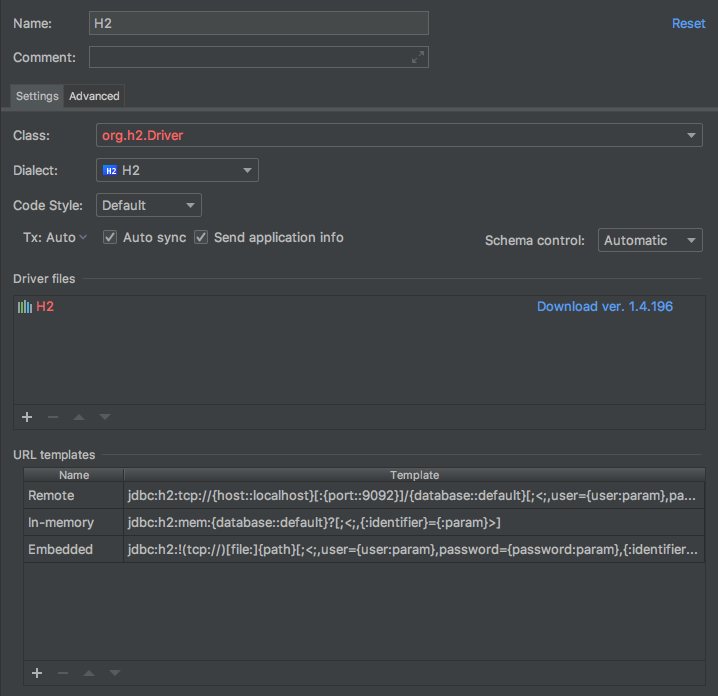 Name: H2 Reset
Comment:
Settings Advanced
Class: org.h2.Driver
Dialect: H2 H2
Code Style: Default
Tx: Auto Auto sync Send application info Schema control: Automatic
Driver files
H2 Download ver. 1.4.196
URL templates
Name Template
Remote jdbc:h2:tcp://{host::localhost}[:{port::9092}]/{database::default}[;<;,user={user:param},pa...
In-memory jdbc:h2:mem:{database::default}?[;<;,{:identifier}={:param}>]
Embedded jdbc:h2:!(tcp://)[file:]{path}[;<;,user={user:param},password={password:param},{:identifier...